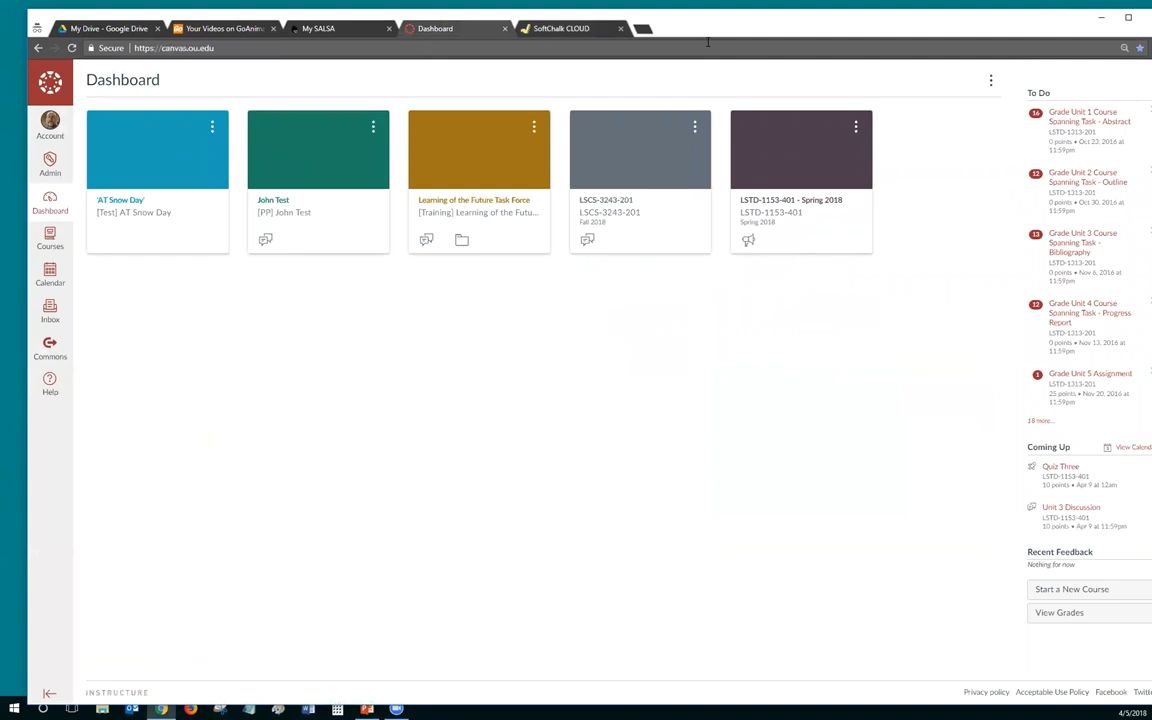 My Drive - Google Drive
Your Videos on GoAnima
My SALSA
Dashboard
SoftChalk CLOUD
Secure
https://canvas.ou.edu
Account
Admin
Dashboard
Courses
Calendar
Inbox
Commons
Help
Dashboard
'AT Snow Day'
[Test] AT Snow Day
John Test
[PP] John Test
Learning of the Future Task Force
[Training] Learning of the Futu...
LSCS-3243-201
LSCS-3243-201
Fall 2018
LSTD-1153-401 - Spring 2018
LSTD-1153-401
Spring 2018
To Do
16
Grade Unit 1 Course
Spanning Task - Abstract
LSTD-1313-201
0 points • Oct 23, 2016 at
11:59pm
12
Grade Unit 2 Course
Spanning Task - Outline
LSTD-1313-201
0 points • Oct 30, 2016 at
11:59pm
13
Grade Unit 3 Course
Spanning Task -
Bibliography
LSTD-1313-201
0 points • Nov 6, 2016 at
11:59pm
12
Grade Unit 4 Course
Spanning Task - Progress
Report
LSTD-1313-201
0 points • Nov 13, 2016 at
11:59pm
1
Grade Unit 5 Assignment
LSTD-1313-201
25 points • Nov 20, 2016 at
11:59pm
18 more...
Coming Up
View Calend
Quiz Three
LSTD-1153-401
10 points • Apr 9 at 12am
Unit 3 Discussion
LSTD-1153-401
10 points • Apr 9 at 11:59pm
Recent Feedback
Nothing for now
Start a New Course
View Grades
INSTRUCTURE
Privacy policy
Acceptable Use Policy
Facebook
Twitte
4/5/2018